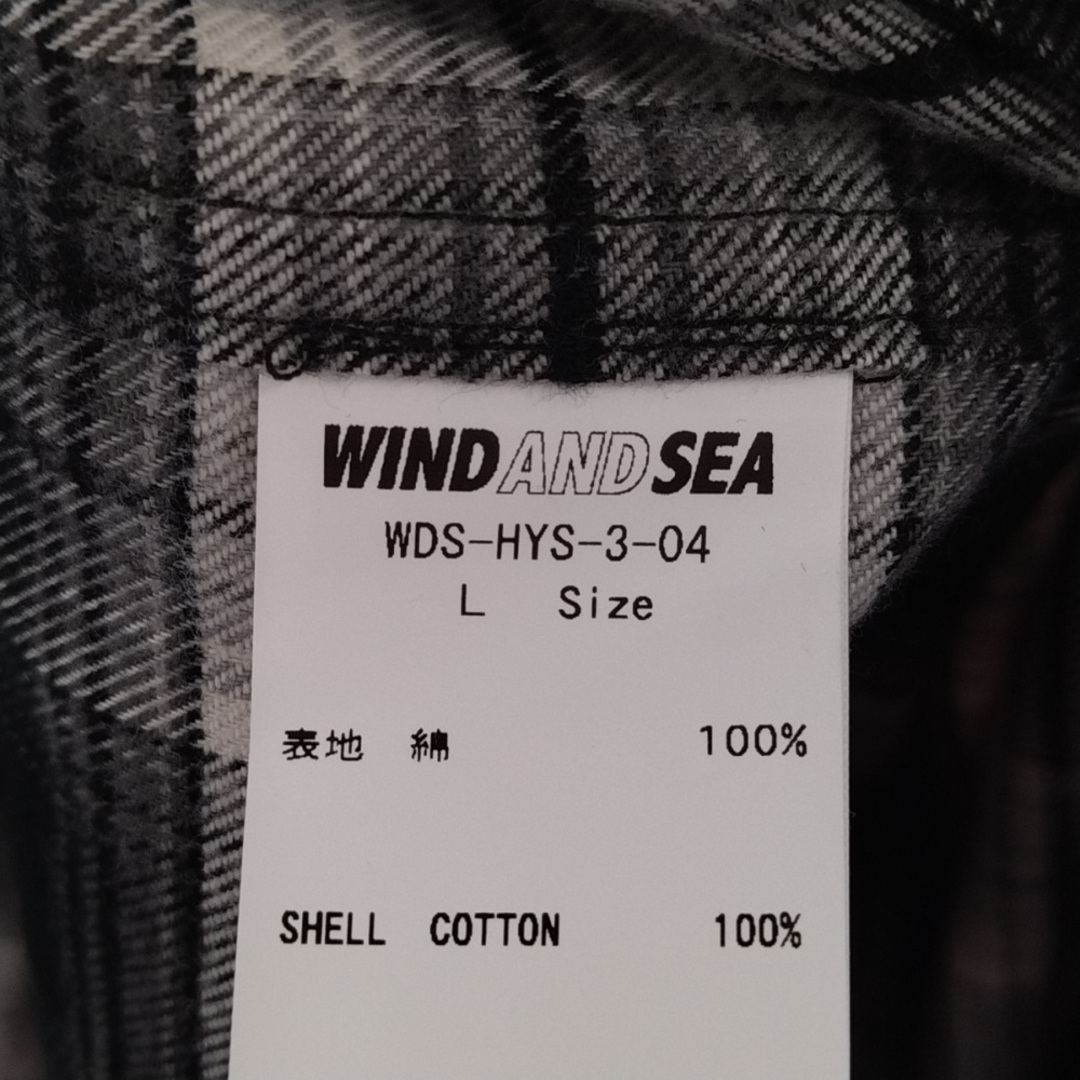 WINDANDSEA
WDS-HYS-3-04
L Size
表地 綿 100%
SHELL COTTON 100%